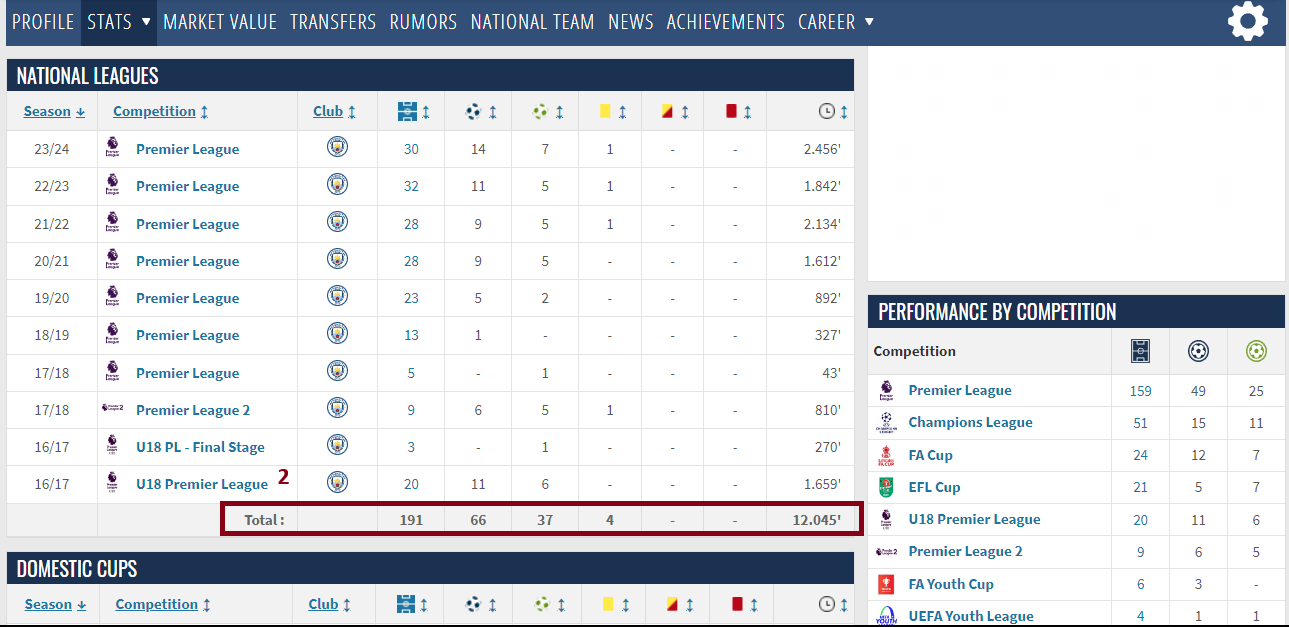 PROFILE STATS ▼ MARKET VALUE TRANSFERS RUMORS NATIONAL TEAM NEWS ACHIEVEMENTS CAREER ▼
NATIONAL LEAGUES
Season Competition Club
23/24 Premier League 30 14 7 1 - - 2.456'
22/23 Premier League 32 11 5 1 - - 1.842'
21/22 Premier League 28 9 5 1 - - 2.134'
20/21 Premier League 28 9 5 - - - 1.612'
19/20 Premier League 23 5 2 - - - 892'
18/19 Premier League 13 1 - - - - 327'
17/18 Premier League 5 - 1 - - - 43'
17/18 Premier League 2 9 6 5 1 - - 810'
16/17 U18 PL - Final Stage 3 - 1 - - - 270'
16/17 U18 Premier League 2 20 11 6 - - - 1.659'
Total : 191 66 37 4 - - 12.045'
DOMESTIC CUPS
Season Competition Club
PERFORMANCE BY COMPETITION
Competition
Premier League 159 49 25
Champions League 51 15 11
FA Cup 24 12 7
EFL Cup 21 5 7
U18 Premier League 20 11 6
Premier League 2 9 6 5
FA Youth Cup 6 3 -
UEFA Youth League 4 1 1